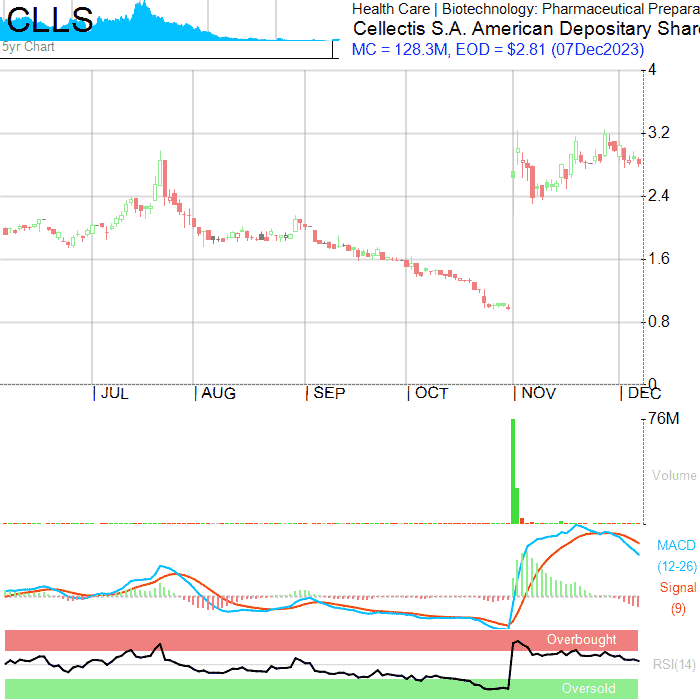 CLLS
5yr Chart
Health Care | Biotechnology: Pharmaceutical Prepara
Cellectis S.A. American Depositary Shar
MC = 128.3M, EOD = $2.81 (07Dec2023)
4
3.2
2.4
1.6
0.8
0
JUL
AUG
SEP
OCT
NOV
DEC
76M
Volume
MACD
(12-26)
Signal
(9)
Overbought
RSI(14)
Oversold